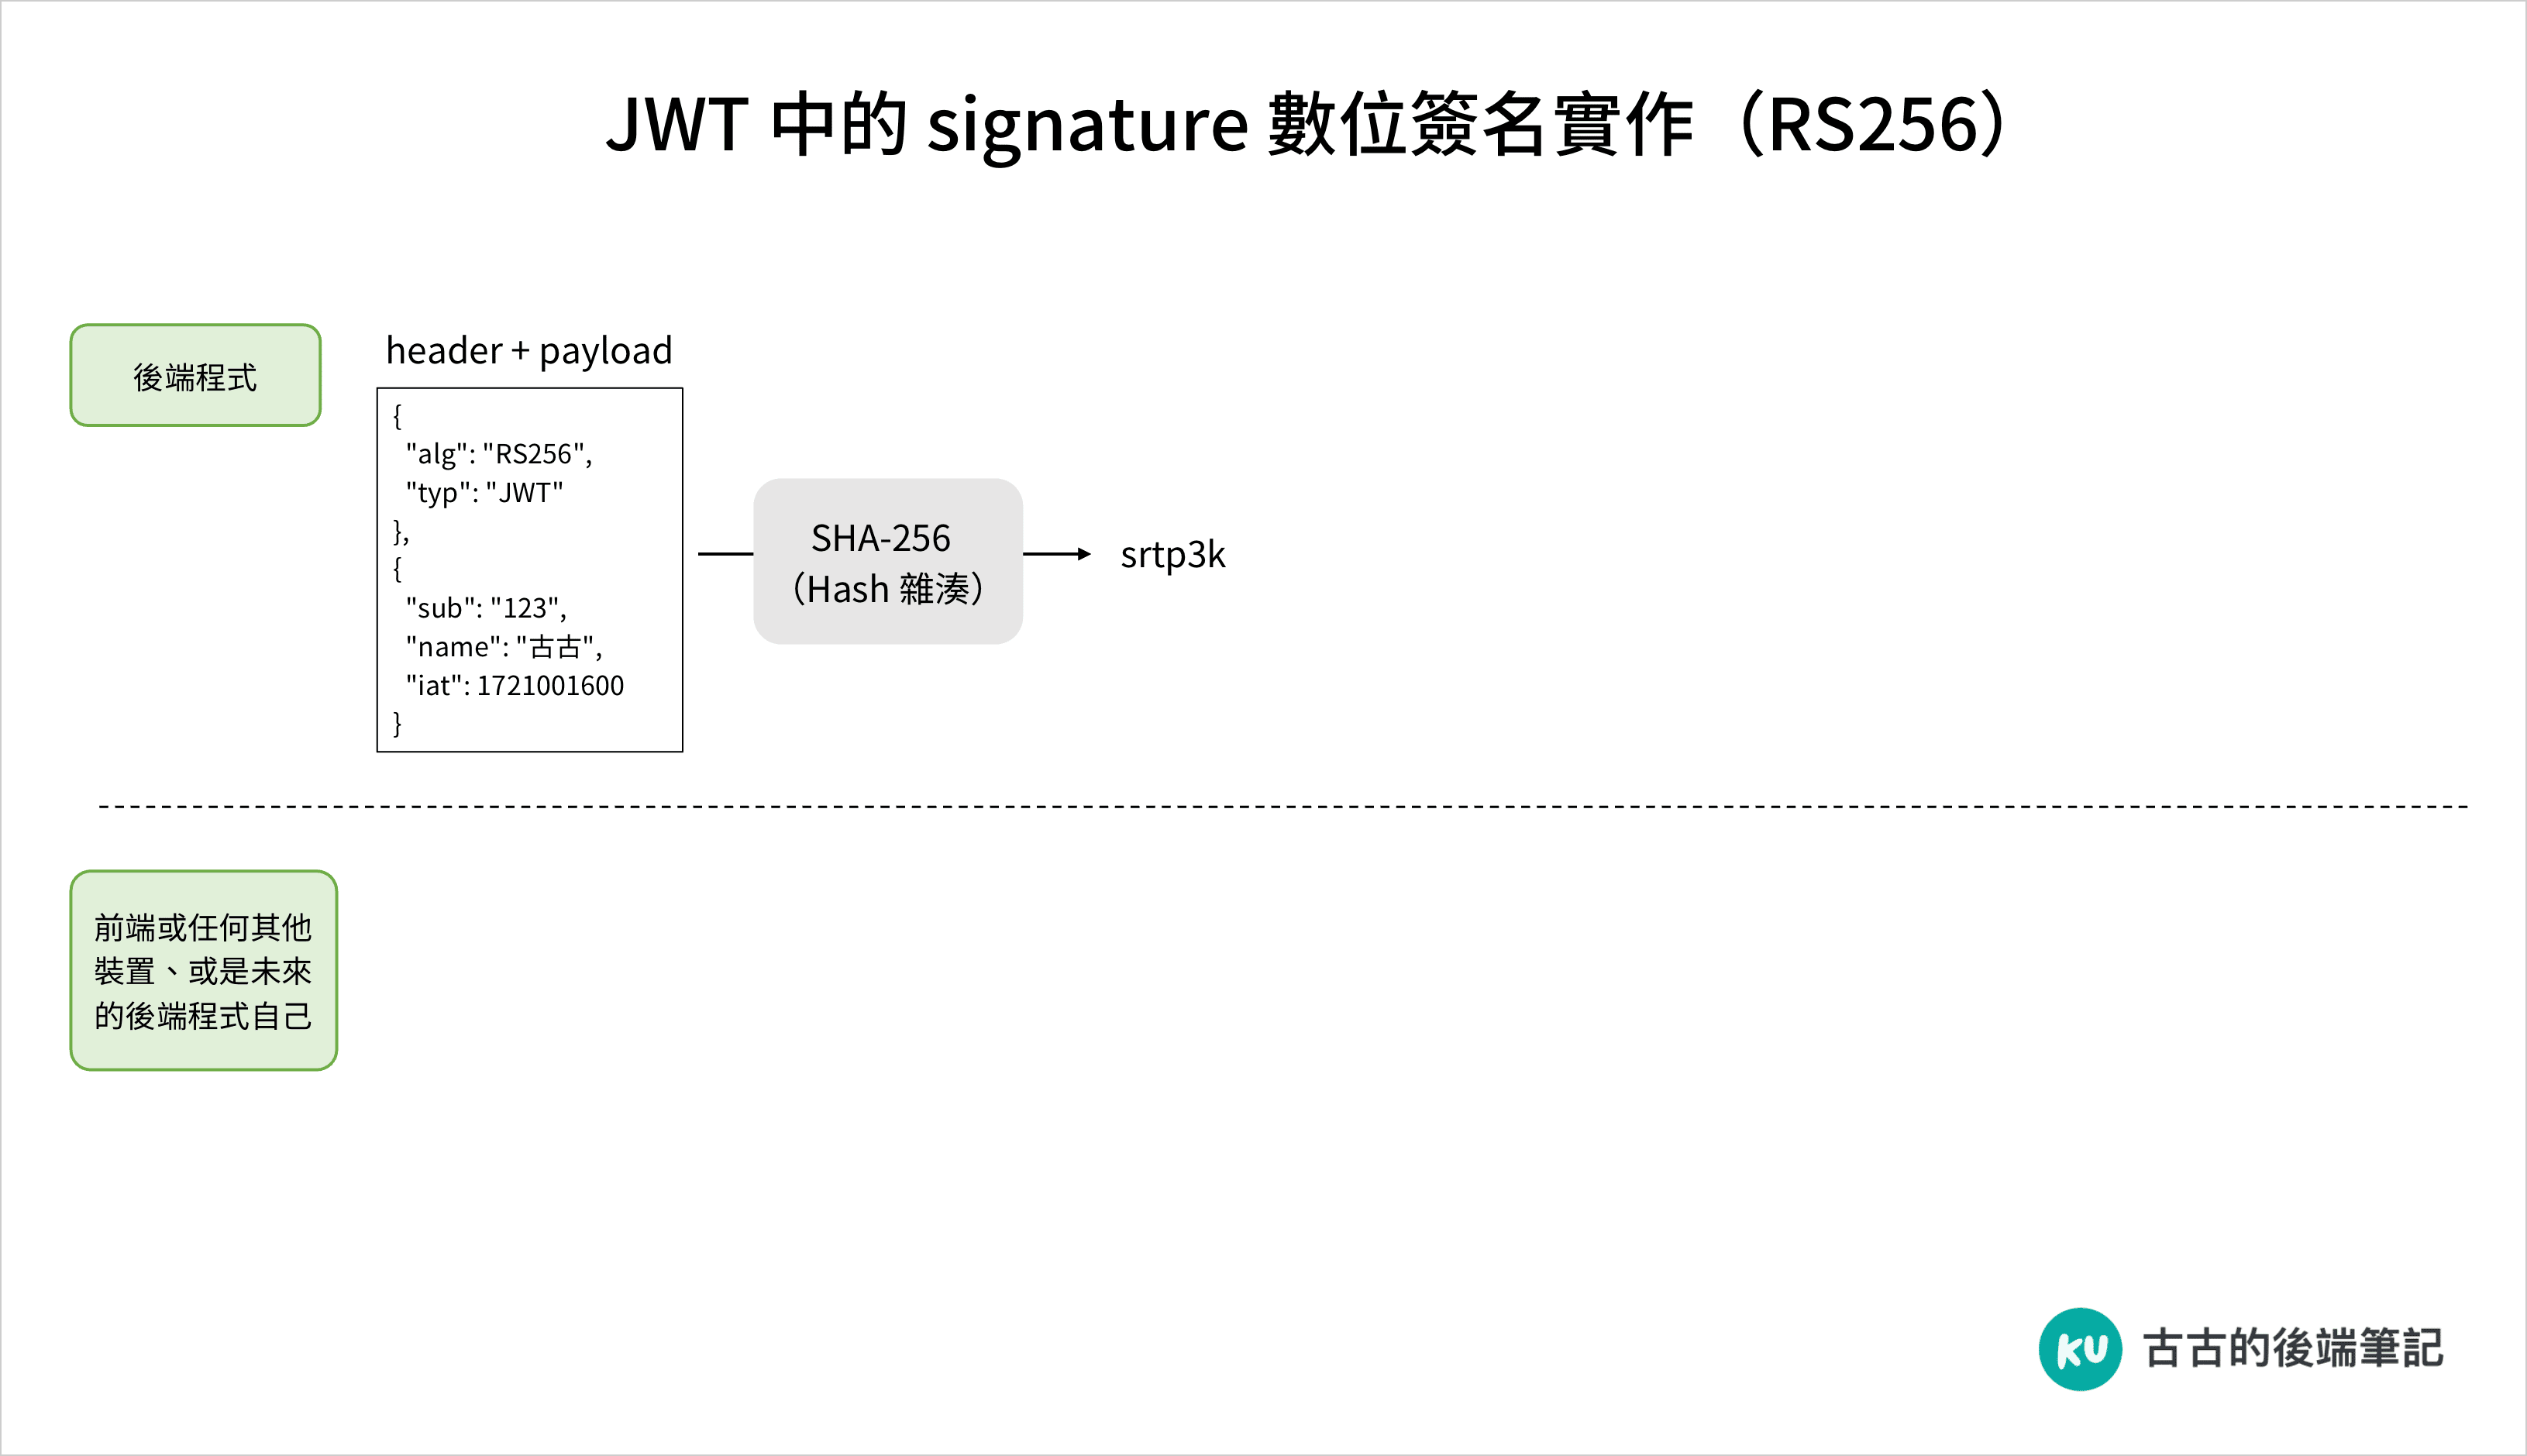 JWT 中的 signature 數位簽名實作（RS256）
後端程式
header + payload
{
"alg": "RS256",
"typ": "JWT"
},
{
"sub": "123",
"name": "古古",
"iat": 1721001600
}
SHA-256
（Hash 雜湊）
srtp3k
前端或任何其他
裝置、或是未來
的後端程式自己
KU
古古的後端筆記